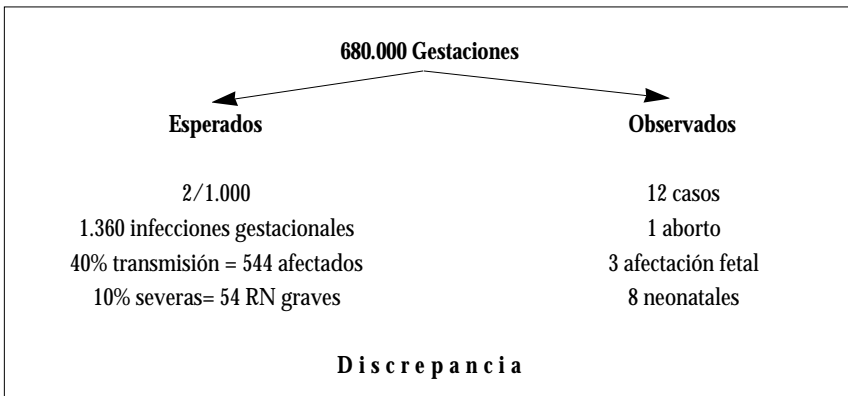 680.000 Gestaciones
Esperados
2/1.000
1.360 infecciones gestacionales
40% transmisión = 544 afectados
10% severas= 54 RN graves
Observados
12 casos
1 aborto
3 afectación fetal
8 neonatales
Discrepancia